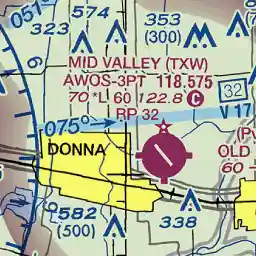 051°
574
353
323
(300)
MID VALLEY (TXW)
AWOS-3PT 118.575
70 *L 60 122.8 C
RP 32
32
V 17
075°
DONNA
(Pv
OLD
60
582
(500)
338